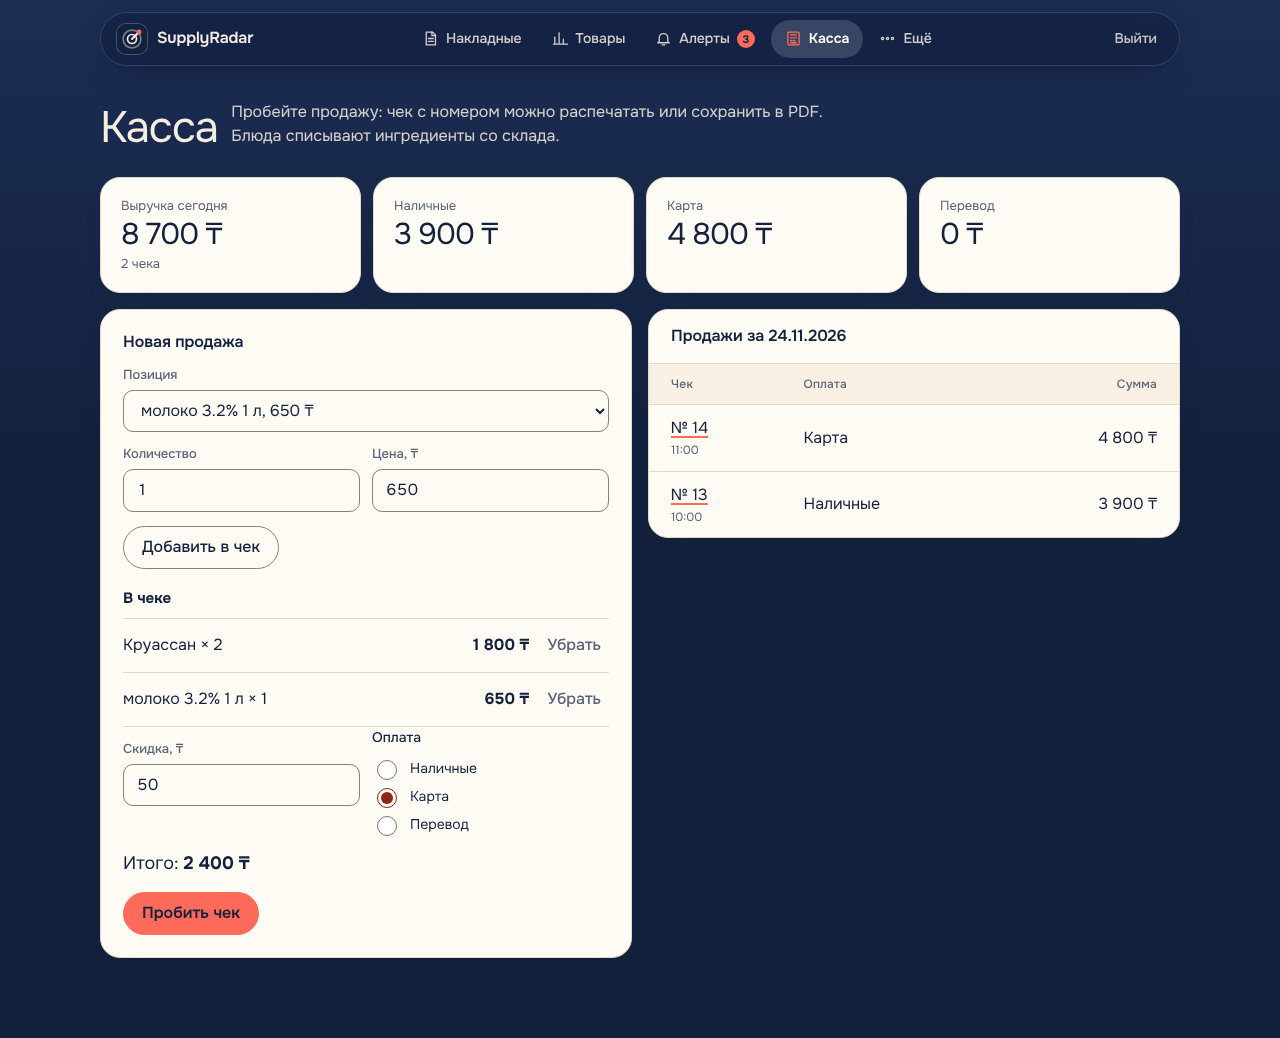 SupplyRadar
Накладные
Товары
Алерты 3
Касса
Ещё
Выйти
Касса
Пробейте продажу: чек с номером можно распечатать или сохранить в PDF.
Блюда списывают ингредиенты со склада.
Выручка сегодня
8 700 ₸
2 чека
Наличные
3 900 ₸
Карта
4 800 ₸
Перевод
0 ₸
Новая продажа
Позиция
молоко 3.2% 1 л, 650 ₸
Количество
Цена, ₸
1
650
Добавить в чек
В чеке
Круассан × 2 1 800 ₸ Убрать
молоко 3.2% 1 л × 1 650 ₸ Убрать
Скидка, ₸
50
Оплата
Наличные
Карта
Перевод
Итого: 2 400 ₸
Пробить чек
Продажи за 24.11.2026
Чек Оплата Сумма
№ 14 Карта 4 800 ₸
11:00
№ 13 Наличные 3 900 ₸
10:00